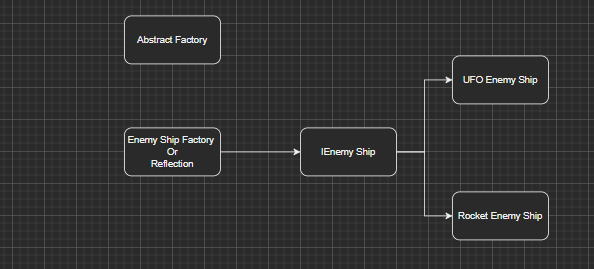 Abstract Factory
UFO Enemy Ship
Enemy Ship Factory
Or
Reflection
IEnemy Ship
Rocket Enemy Ship